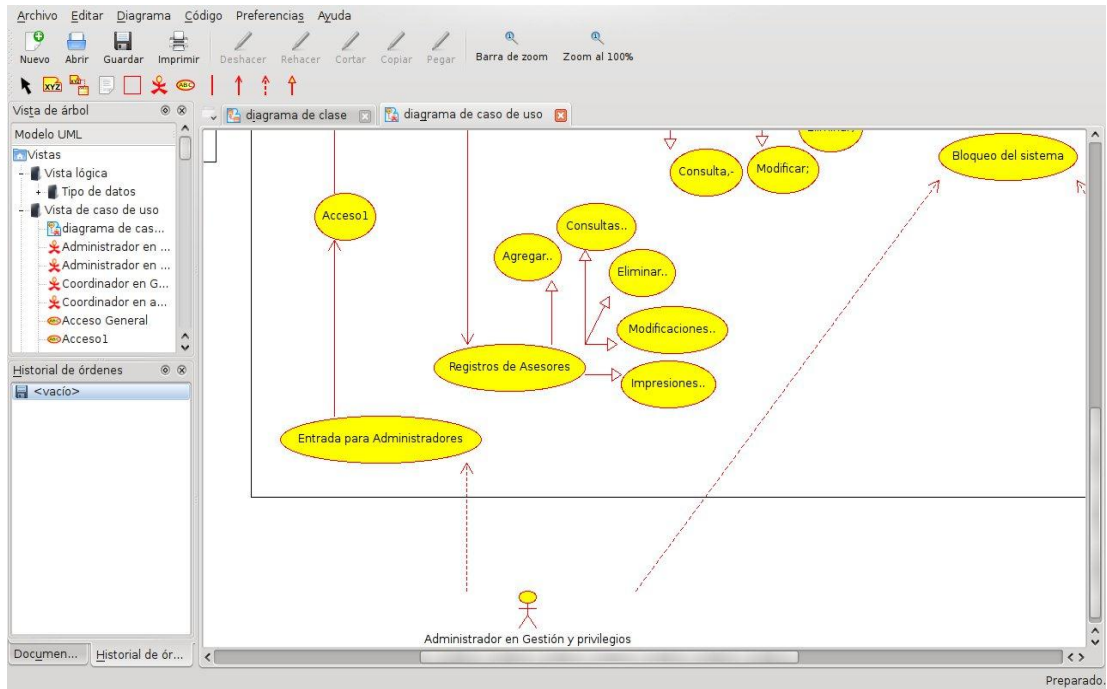 Archivo Editar Diagrama Código Preferencias Ayuda
Nuevo Abrir Guardar Imprimir Deshacer Rehacer Cortar Copiar Pegar Barra de zoom Zoom al 100%
XYZ
ABC
Vista de árbol
diagrama de clase
diagrama de caso de uso
Modelo UML
Vistas
Vista lógica
Tipo de datos
Vista de caso de uso
diagrama de cas...
Administrador en ...
Administrador en ...
Coordinador en G...
Coordinador en a...
Acceso General
Acceso1
Historial de órdenes
<vacío>
Documen...
Historial de ór...
Eliminar,
Consulta,-
Modificar;
Bloqueo del sistema
Acceso1
Consultas..
Agregar..
Eliminar..
Modificaciones..
Registros de Asesores
Impresiones..
Entrada para Administradores
Administrador en Gestión y privilegios
Preparado.